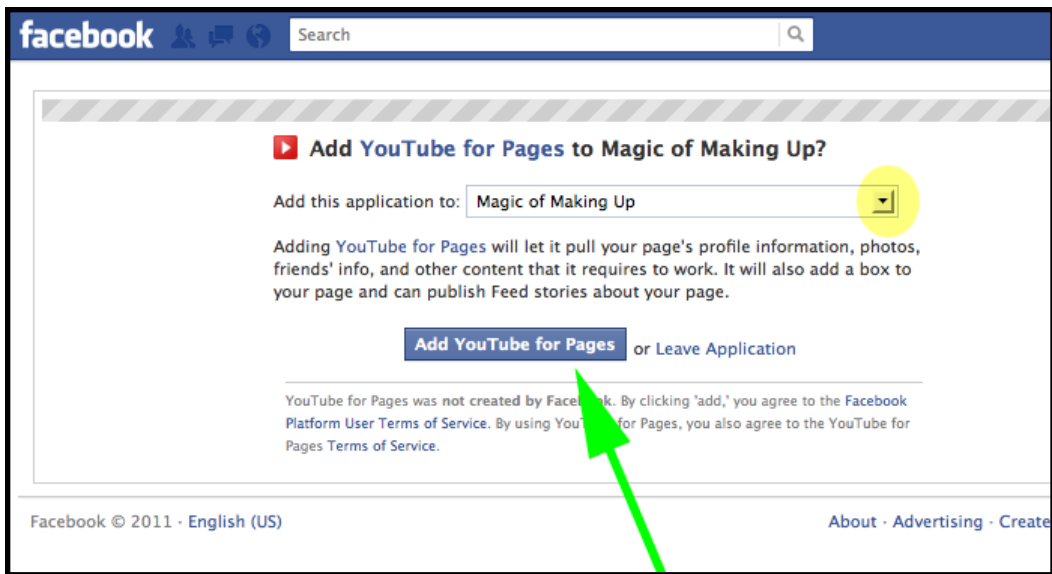 facebook Search
Add YouTube for Pages to Magic of Making Up?
Add this application to: Magic of Making Up
Adding YouTube for Pages will let it pull your page's profile information, photos,
friends' info, and other content that it requires to work. It will also add a box to
your page and can publish Feed stories about your page.
Add YouTube for Pages or Leave Application
YouTube for Pages was not created by Facebook. By clicking 'add,' you agree to the Facebook
Platform User Terms of Service. By using YouTube for Pages, you also agree to the YouTube for
Pages Terms of Service.
Facebook © 2011 · English (US) About · Advertising · Create